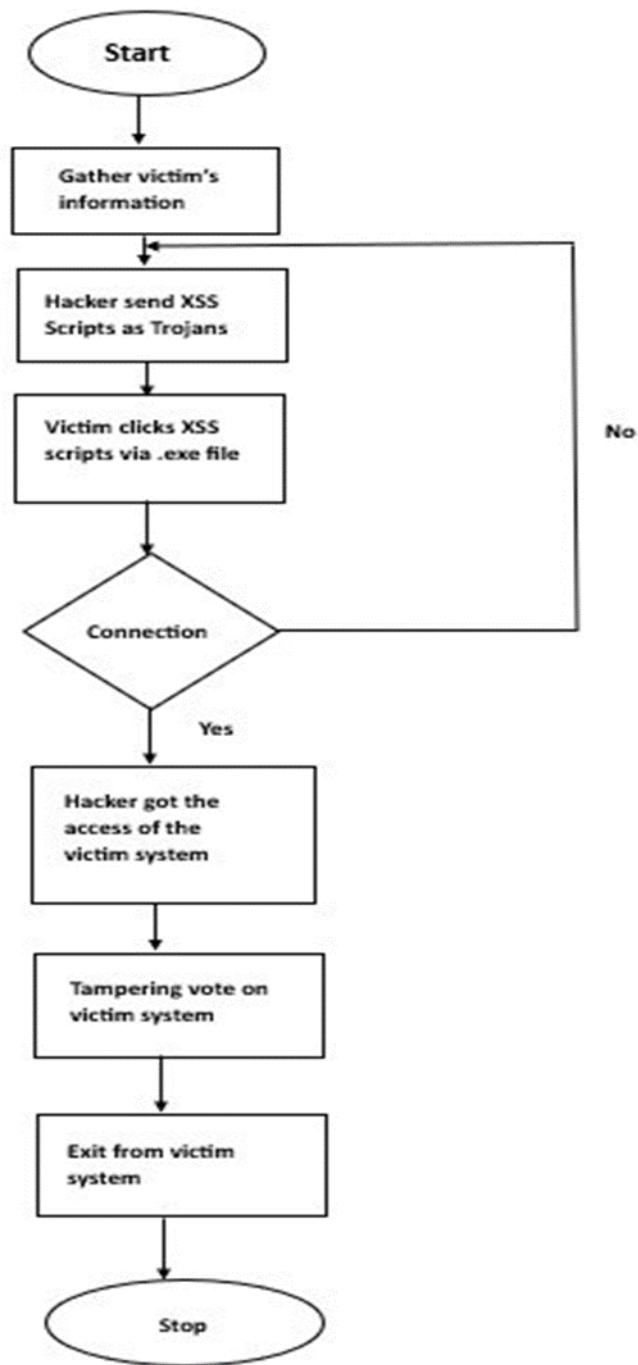 Start
Gather victim's
information
Hacker send XSS
Scripts as Trojans
Victim clicks XSS
scripts via .exe file
No
Connection
Yes
Hacker got the
access of the
victim system
Tampering vote on
victim system
Exit from victim
system
Stop